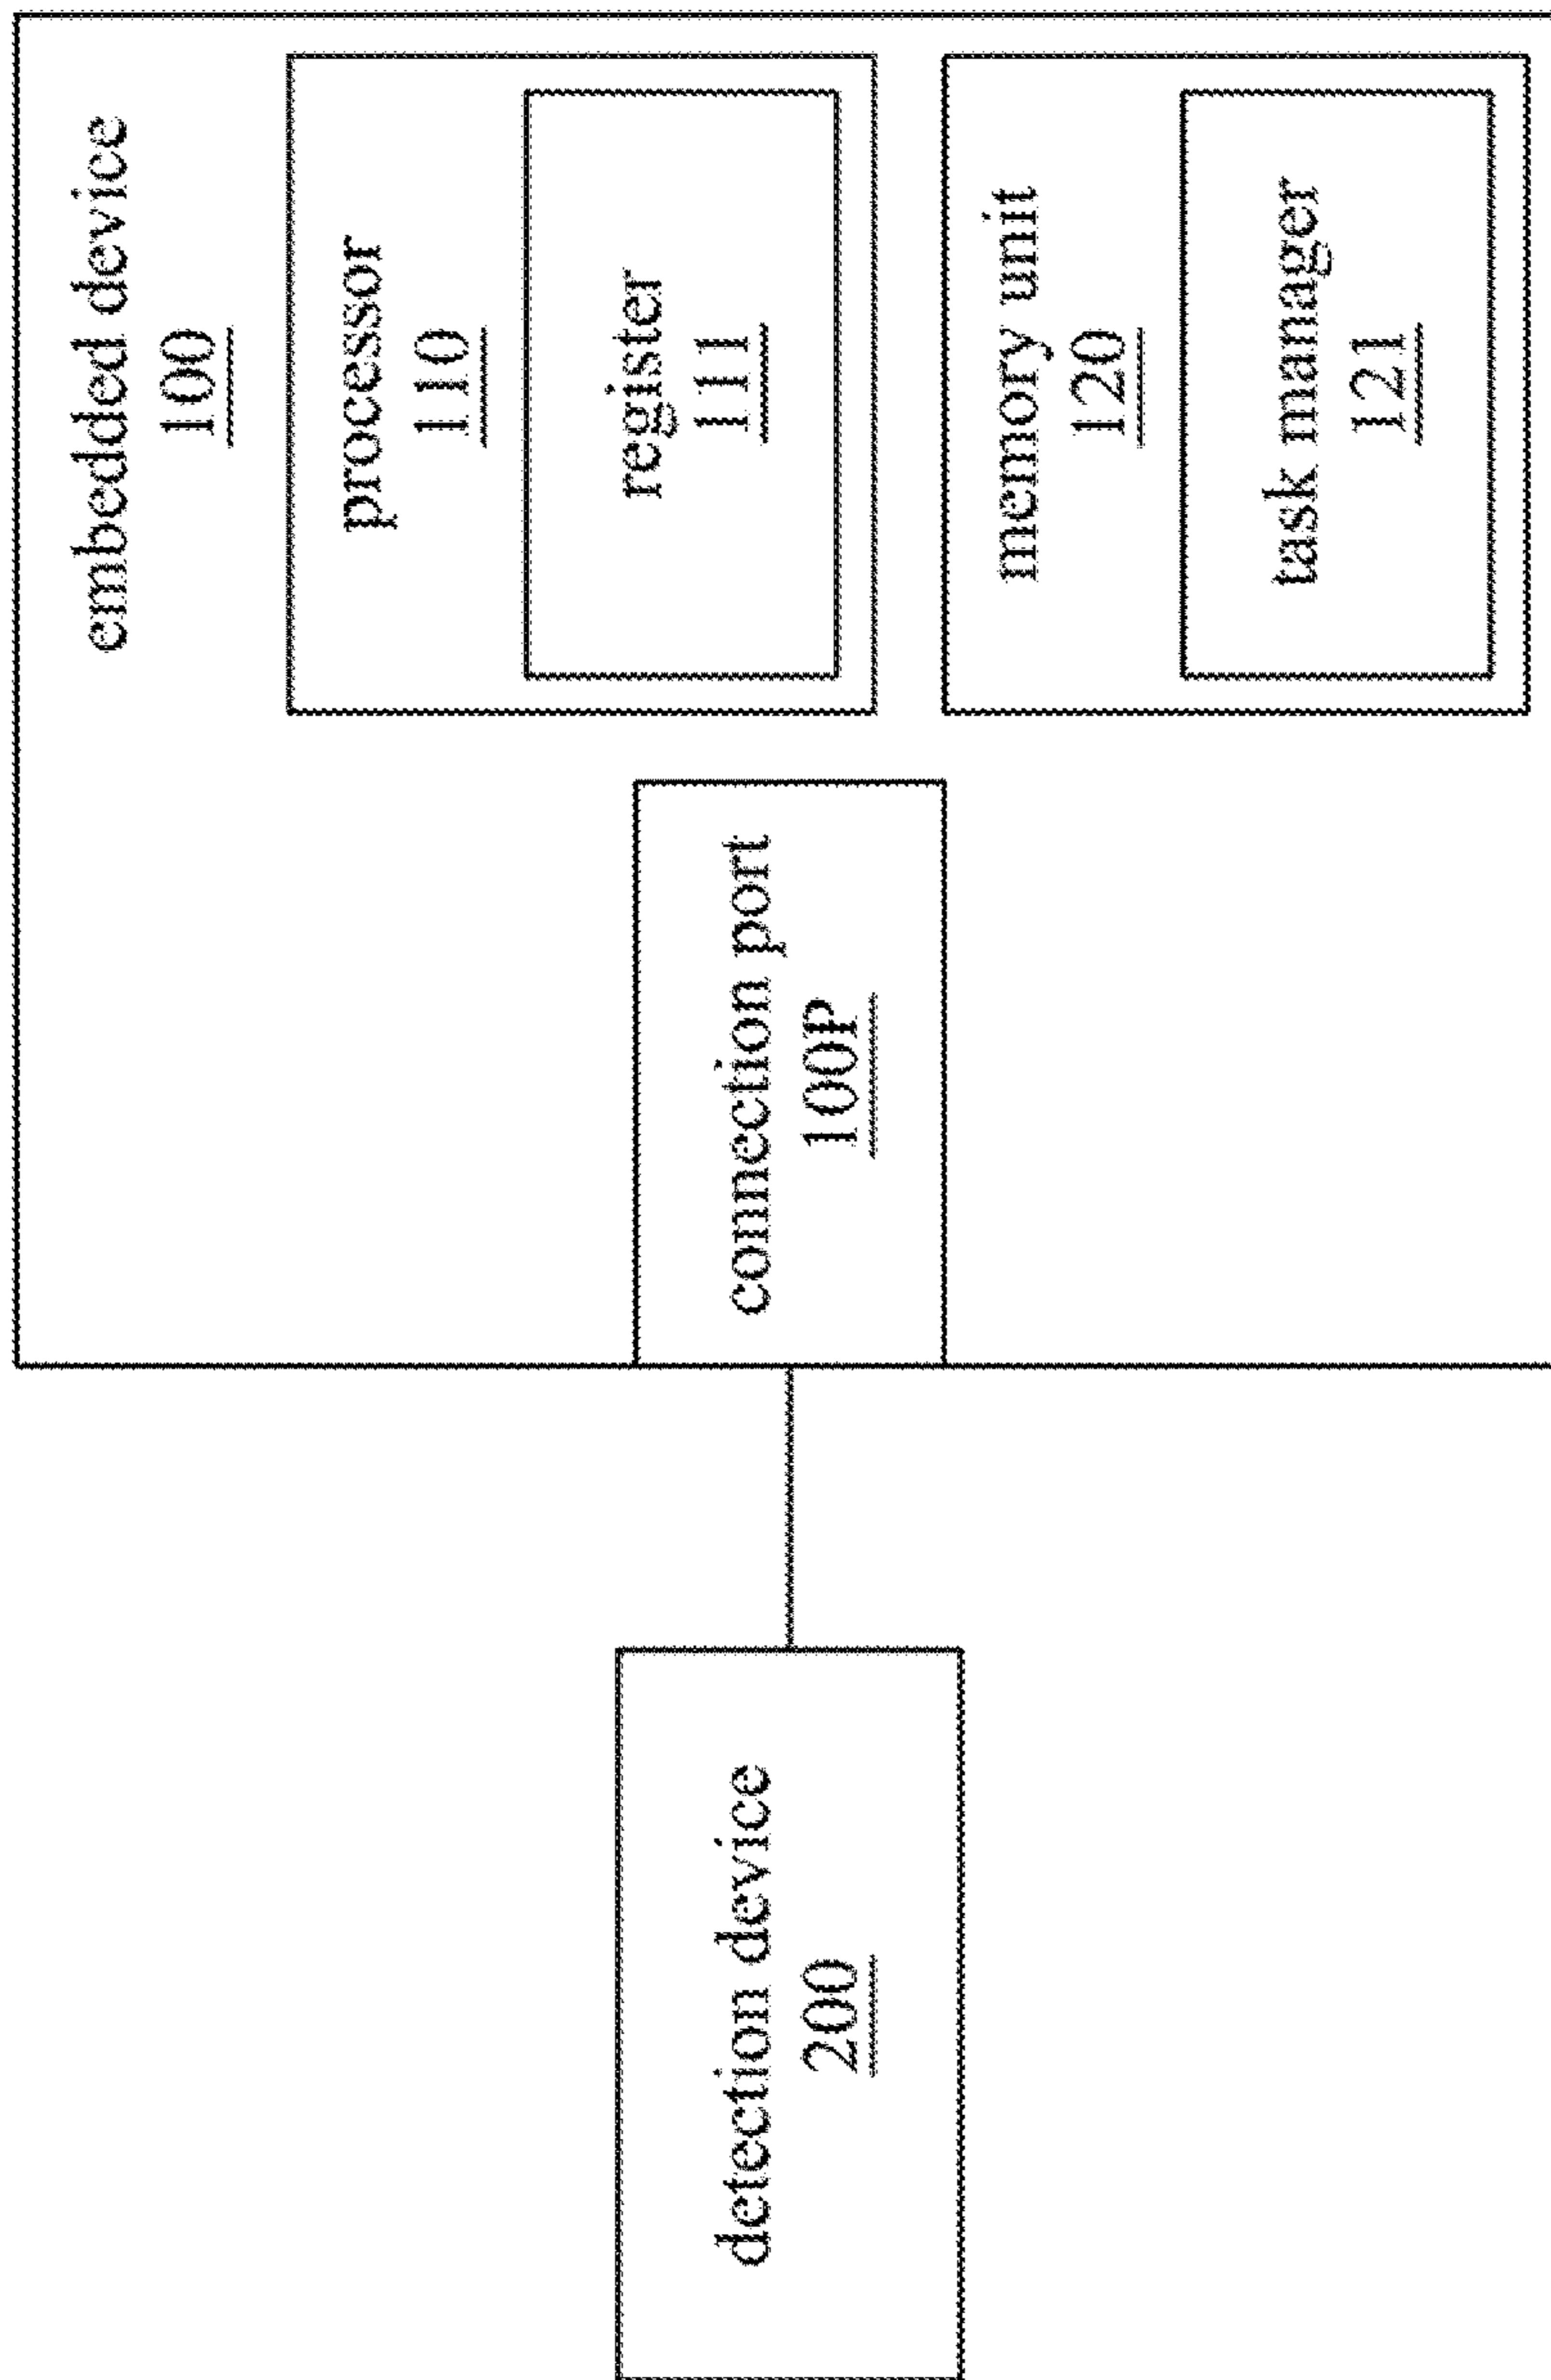 embedded device
100
processor
110
register
111
memory unit
120
task manager
121
connection port
100P
detection device
200